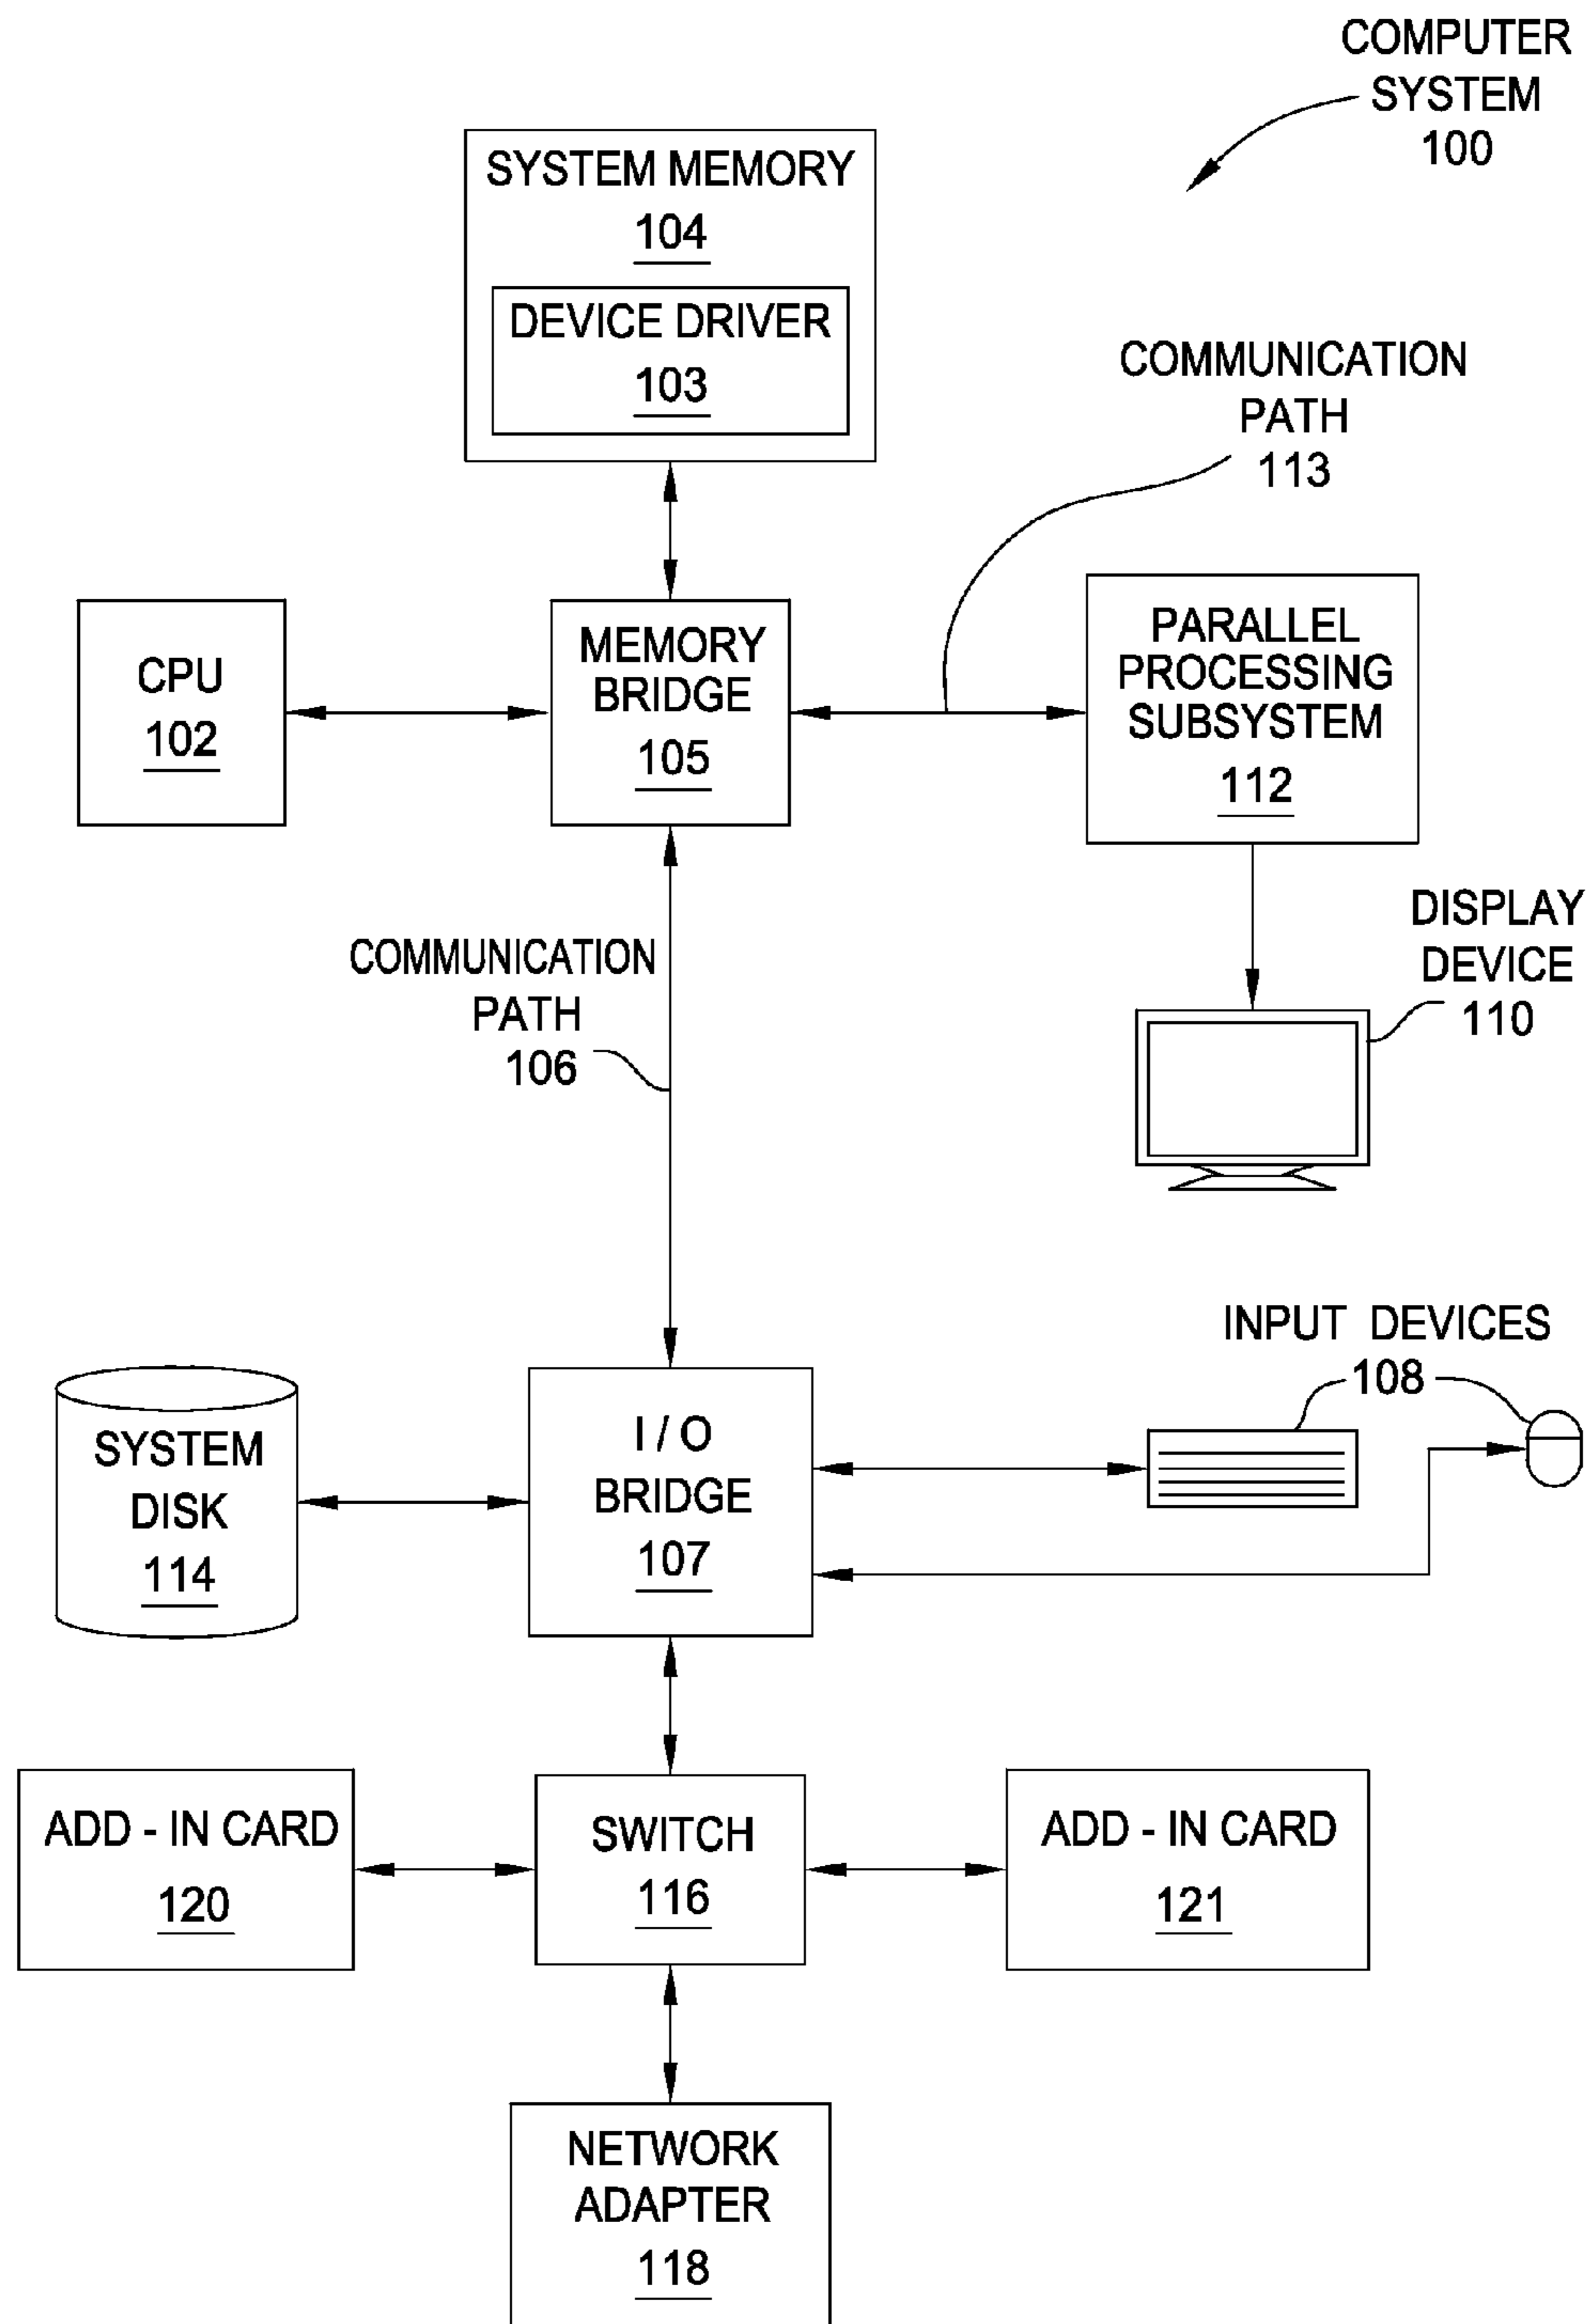 COMPUTER
SYSTEM
100
SYSTEM MEMORY
104
DEVICE DRIVER
103
COMMUNICATION
PATH
113
CPU
102
MEMORY
BRIDGE
105
PARALLEL
PROCESSING
SUBSYSTEM
112
DISPLAY
DEVICE
110
COMMUNICATION
PATH
106
INPUT DEVICES
108
SYSTEM
DISK
114
I / O
BRIDGE
107
ADD - IN CARD
120
SWITCH
116
ADD - IN CARD
121
NETWORK
ADAPTER
118